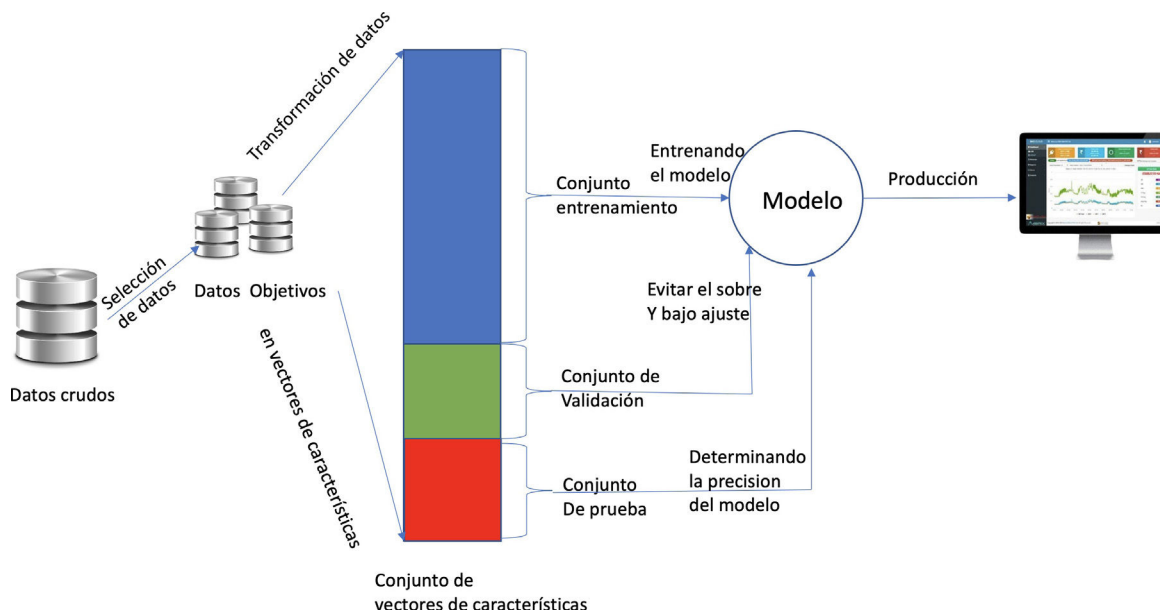 Transformación de datos
Selección
de datos
Datos crudos
Datos Objetivos
en vectores de características
Conjunto de
vectores de características
Conjunto
entrenamiento
Entrenando
el modelo
Modelo
Producción
Evitar el sobre
Y bajo ajuste
Conjunto de
Validación
Conjunto
De prueba
Determinando
la precision
del modelo